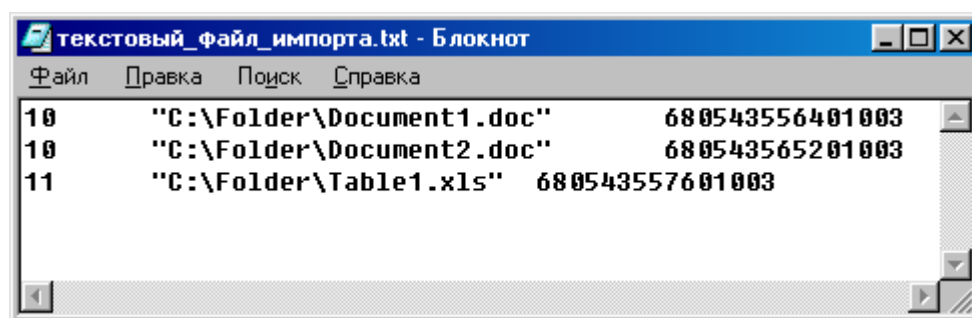 текстовый_файл_импорта.txt - Блокнот
Файл Правка Поиск Справка
10 "C:\Folder\Document1.doc" 680543556401003
10 "C:\Folder\Document2.doc" 680543565201003
11 "C:\Folder\Table1.xls" 680543557601003